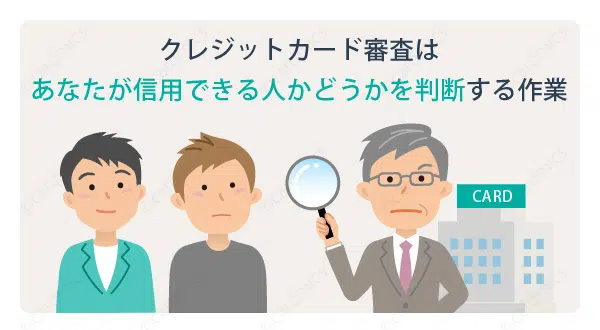 クレジットカード審査は
あなたが信用できる人かどうかを判断する作業
CARD